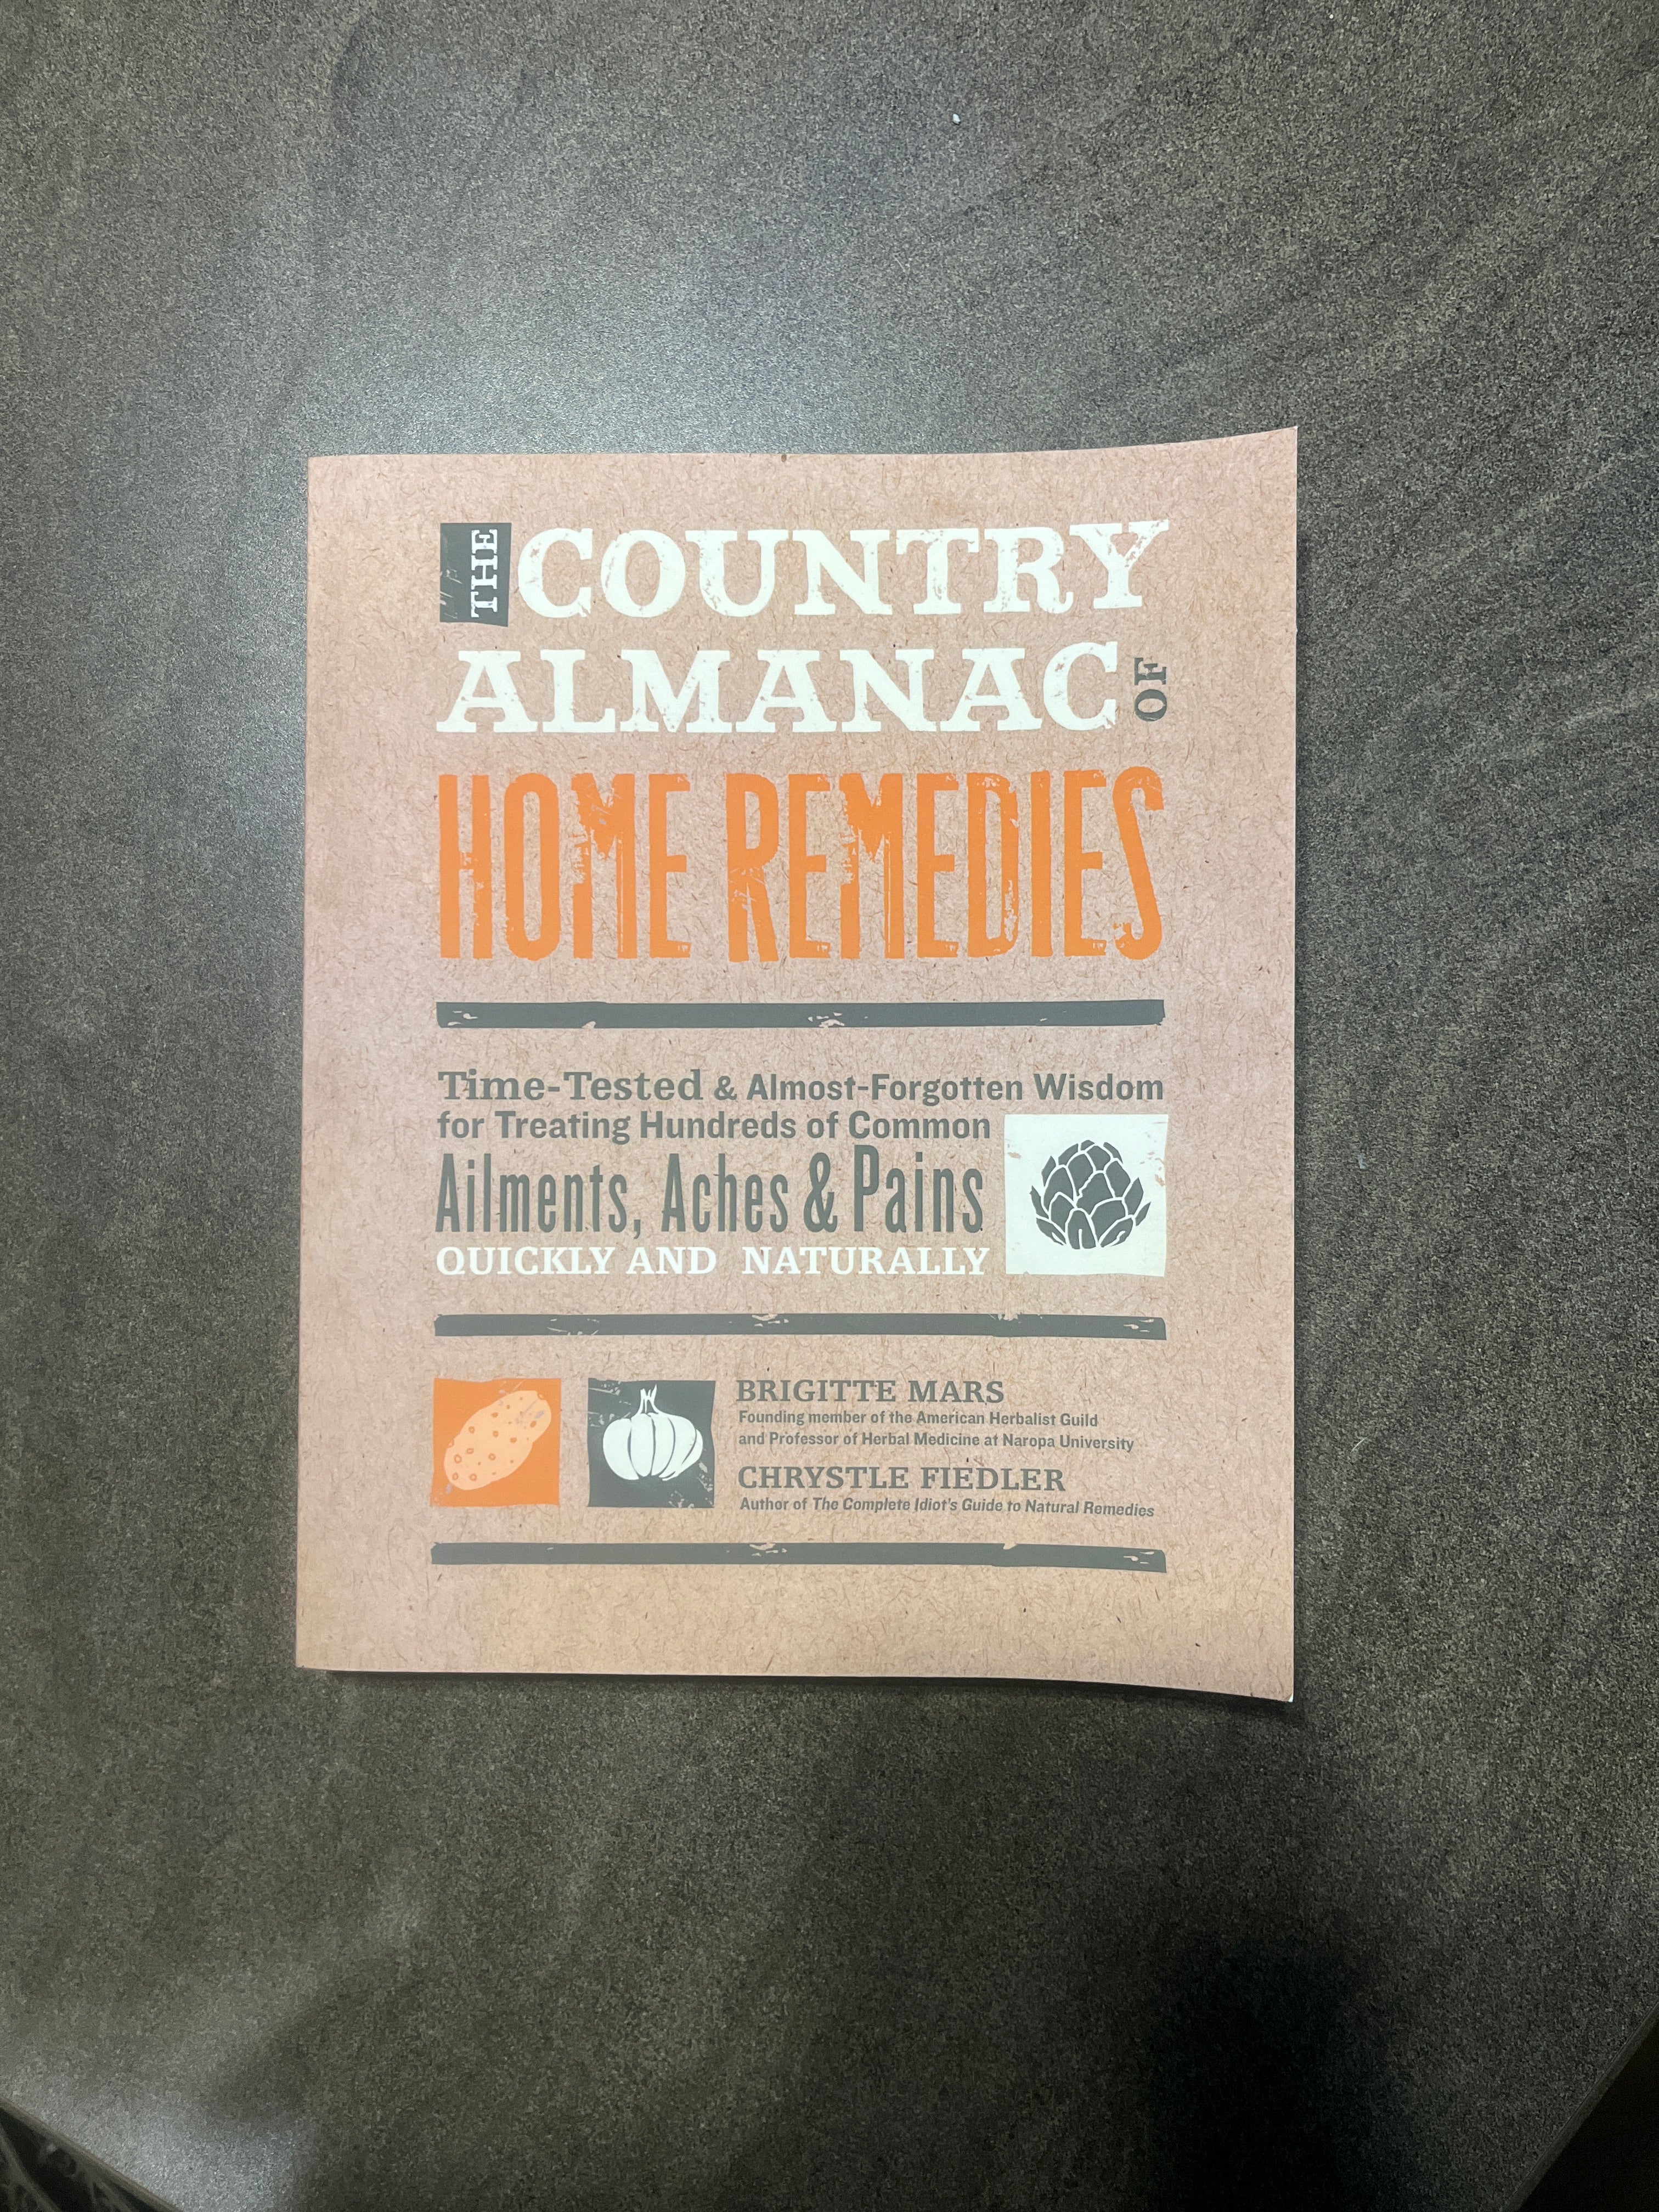 THE COUNTRY
ALMANAC OF
HOME REMEDIES
Time-Tested & Almost-Forgotten Wisdom
for Treating Hundreds of Common
Ailments, Aches & Pains
QUICKLY AND NATURALLY
BRIGITTE MARS
Founding member of the American Herbalist Guild
and Professor of Herbal Medicine at Naropa University
CHRYSTLE FIEDLER
Author of The Complete Idiot's Guide to Natural Remedies